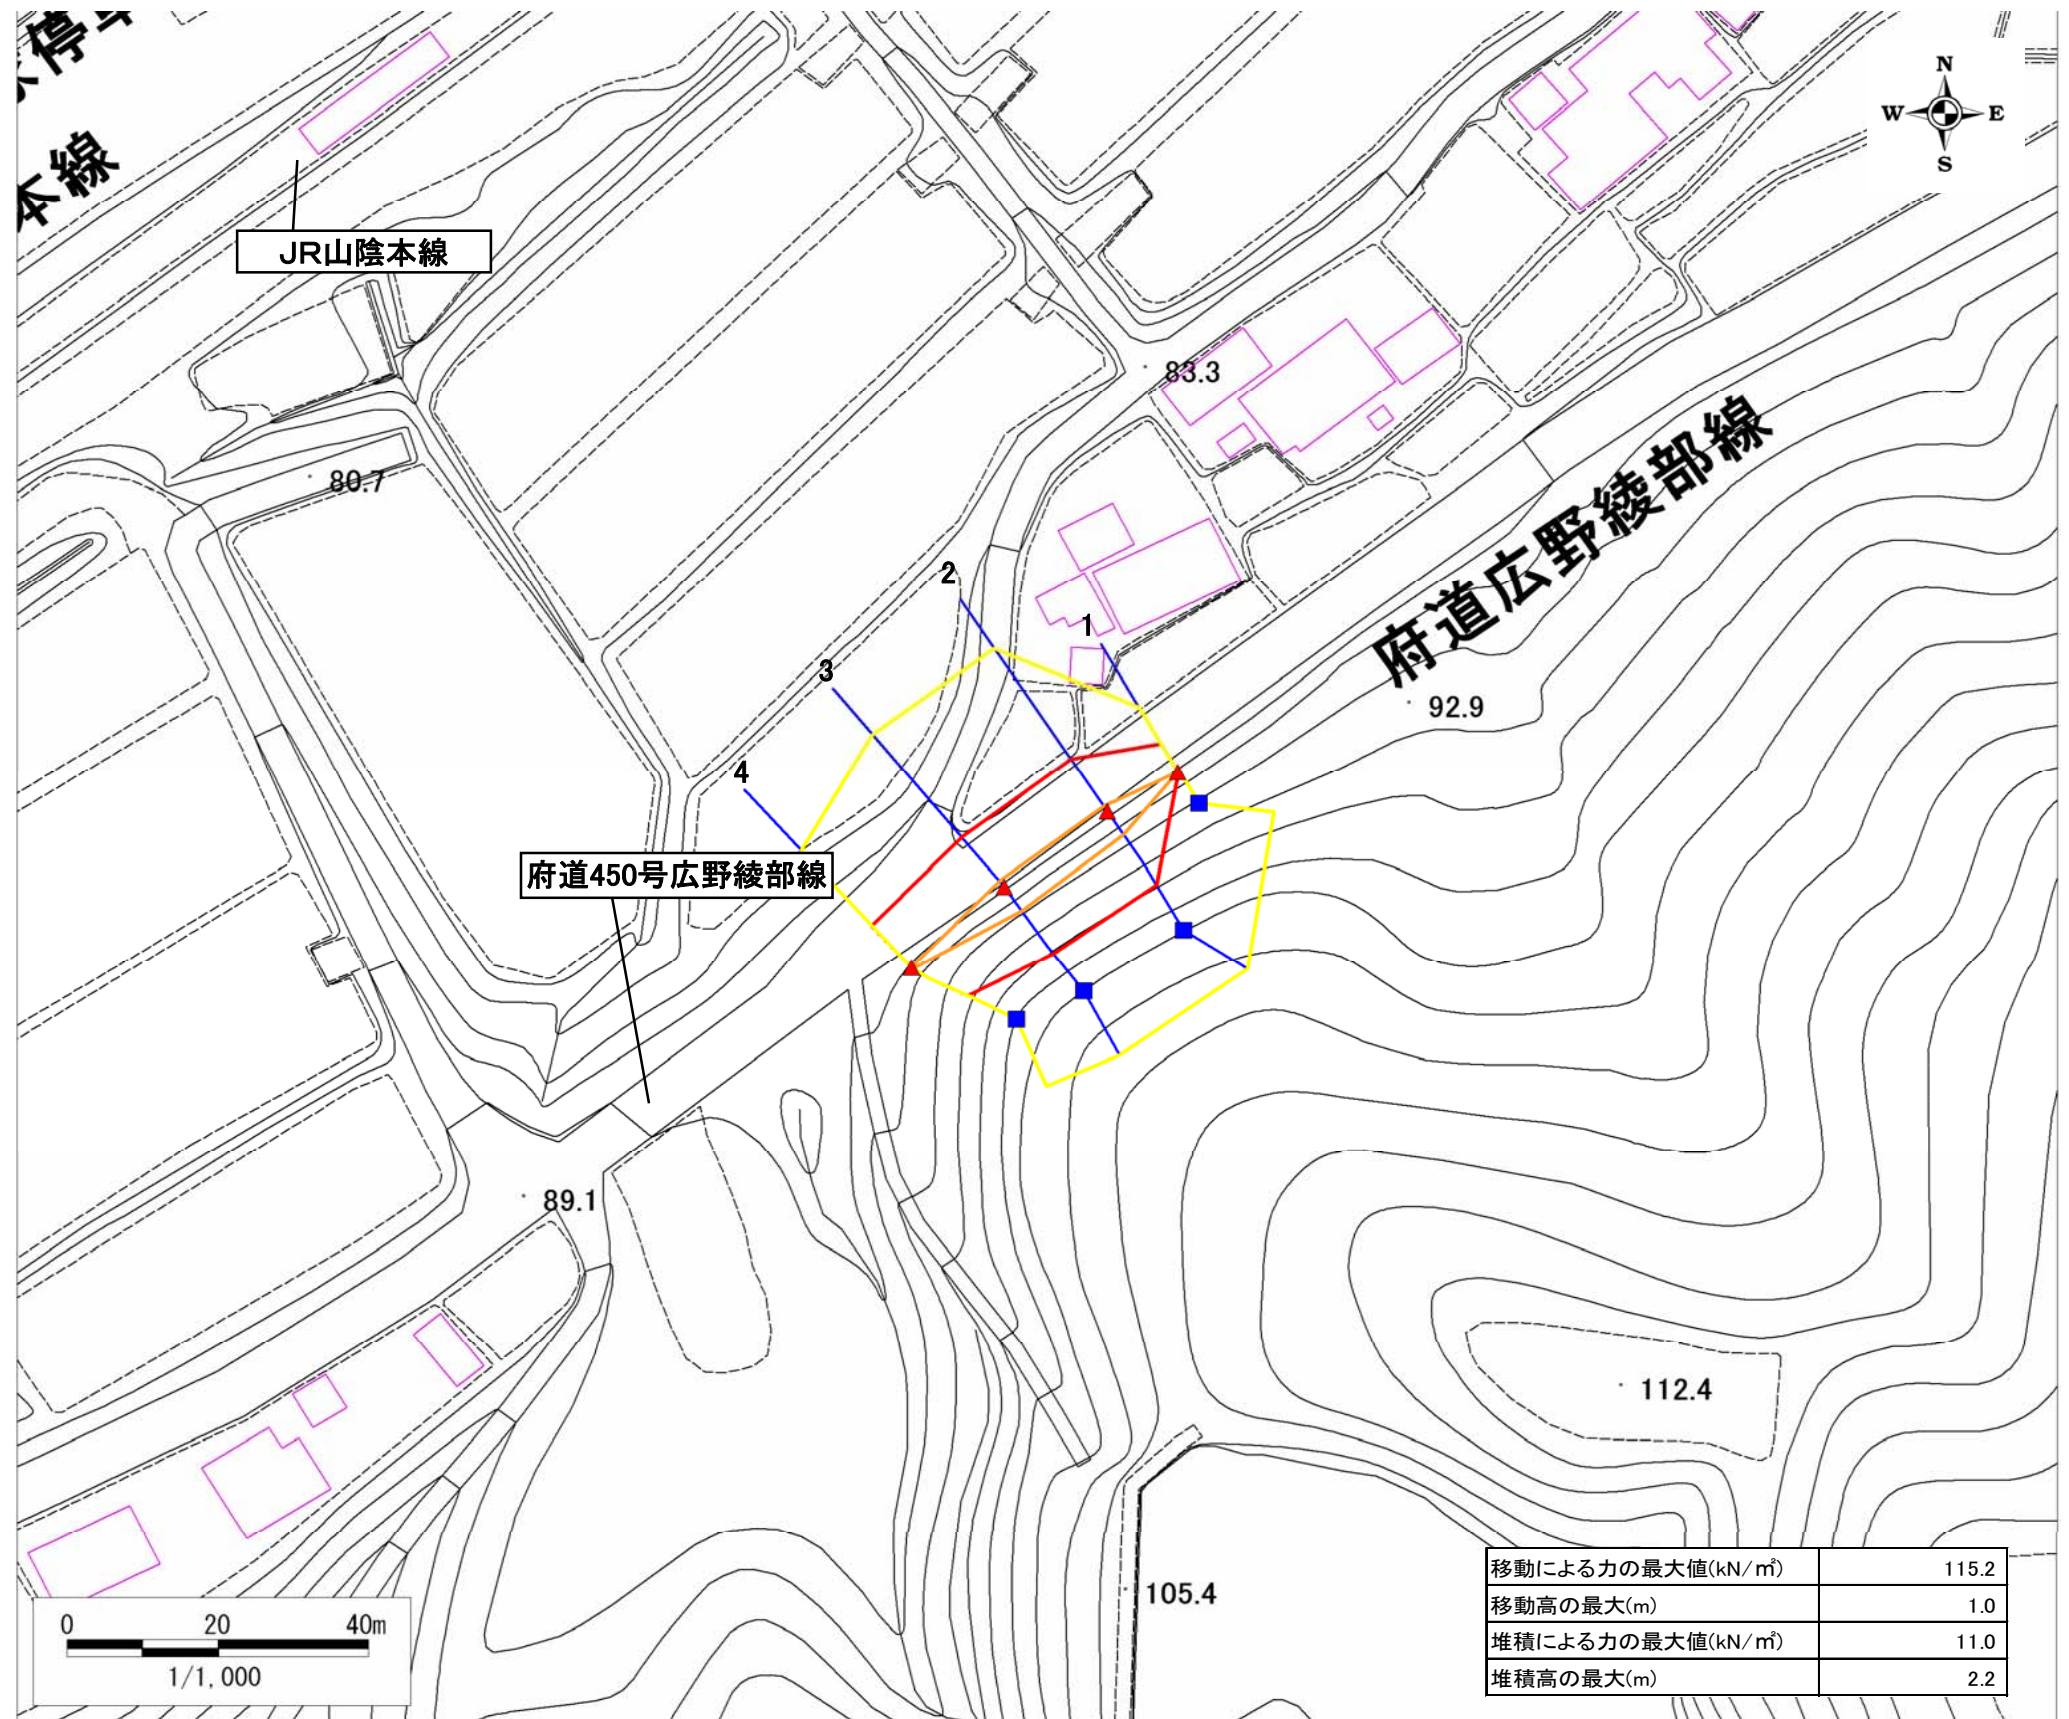 停車
本線
N
W E
S
JR山陰本線
83.3
80.7
府道広野綾部線
2
1
3
92.9
4
府道450号広野綾部線
89.1
112.4
105.4
0 20 40m
1/1,000
移動による力の最大値(kN/㎡) 115.2
移動高の最大(m) 1.0
堆積による力の最大値(kN/㎡) 11.0
堆積高の最大(m) 2.2